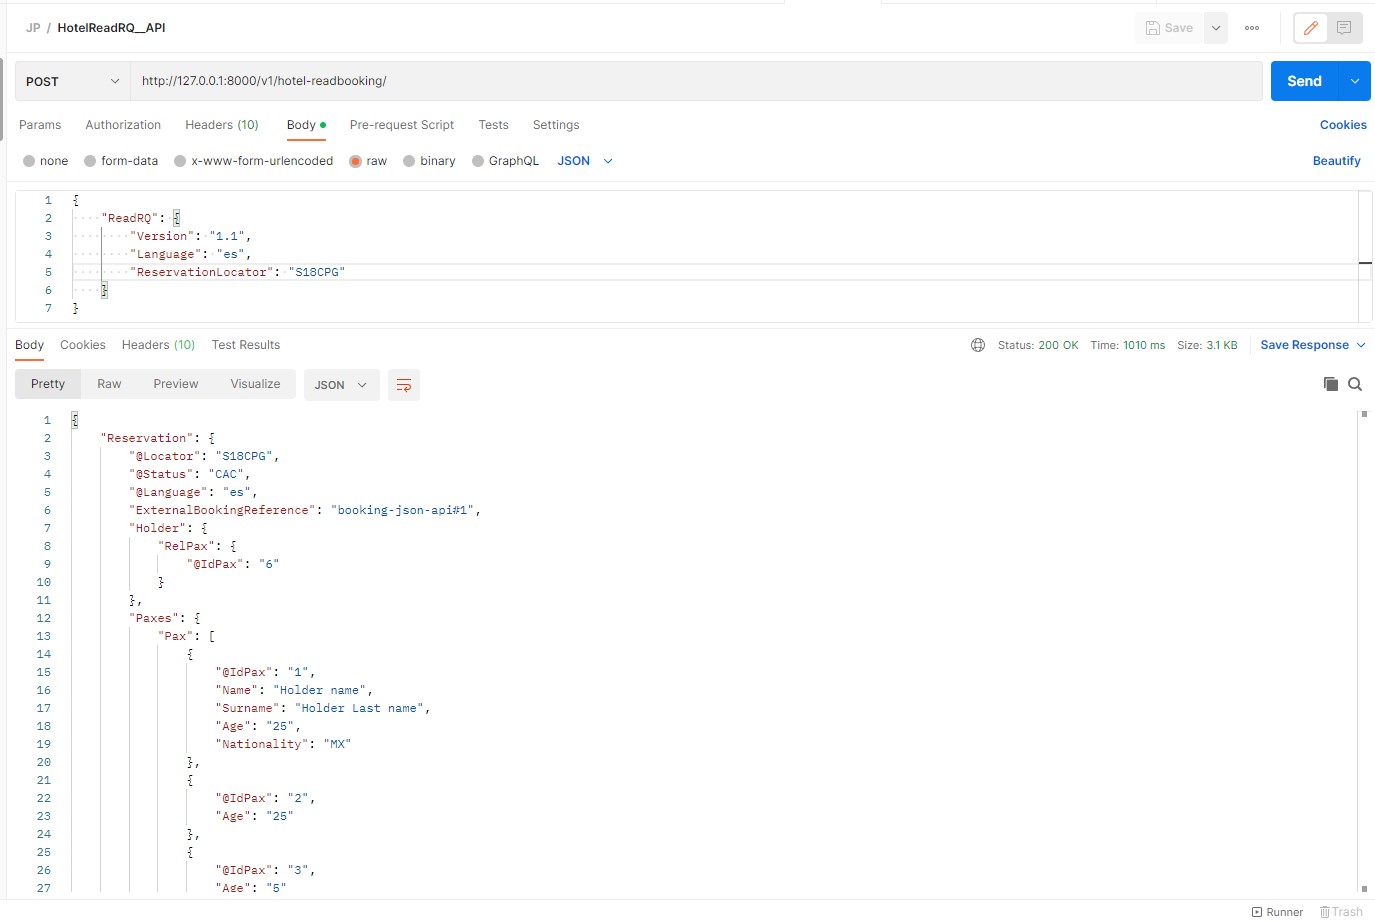 JP / HotelReadRQ__API
Save
POST http://127.0.0.1:8000/v1/hotel-readbooking/ Send
Params Authorization Headers (10) Body Pre-request Script Tests Settings Cookies
none form-data x-www-form-urlencoded raw binary GraphQL JSON Beautify
1 {
2 "ReadRQ": {
3 "Version": "1.1",
4 "Language": "es",
5 "ReservationLocator": "S18CPG"
6 }
7 }
Body Cookies Headers (10) Test Results Status: 200 OK Time: 1010 ms Size: 3.1 KB Save Response
Pretty Raw Preview Visualize JSON
1 {
2 "Reservation": {
3 "@Locator": "S18CPG",
4 "@Status": "CAC",
5 "@Language": "es",
6 "ExternalBookingReference": "booking-json-api#1",
7 "Holder": {
8 "RelPax": {
9 "@IdPax": "6"
10 }
11 },
12 "Paxes": {
13 "Pax": [
14 {
15 "@IdPax": "1",
16 "Name": "Holder name",
17 "Surname": "Holder Last name",
18 "Age": "25",
19 "Nationality": "MX"
20 },
21 {
22 "@IdPax": "2",
23 "Age": "25"
24 },
25 {
26 "@IdPax": "3",
27 "Age": "5"
Runner Trash